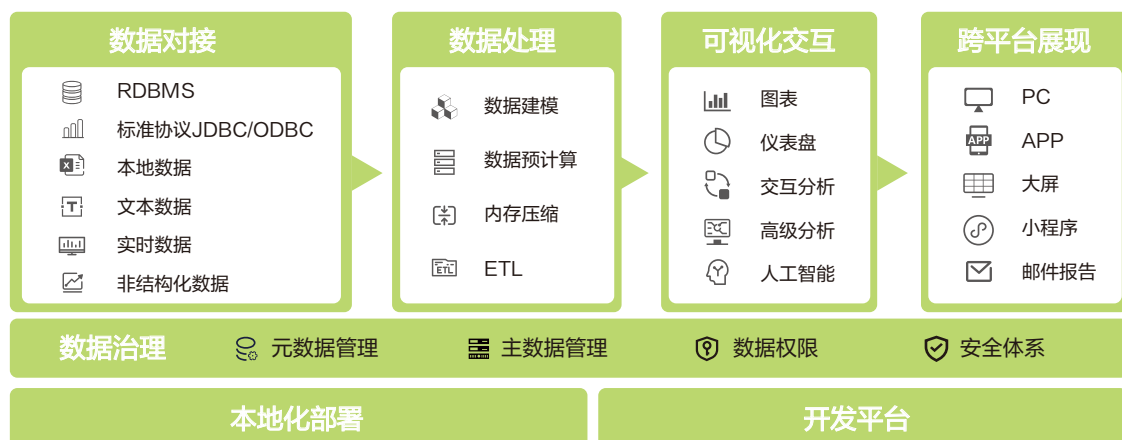 数据对接
RDBMS
标准协议JDBC/ODBC
本地数据
文本数据
实时数据
非结构化数据
数据处理
数据建模
数据预计算
内存压缩
ETL
ETL
可视化交互
图表
仪表盘
交互分析
高级分析
人工智能
跨平台展现
PC
APP
APP
大屏
小程序
邮件报告
数据治理
元数据管理
主数据管理
数据权限
安全体系
本地化部署
开发平台